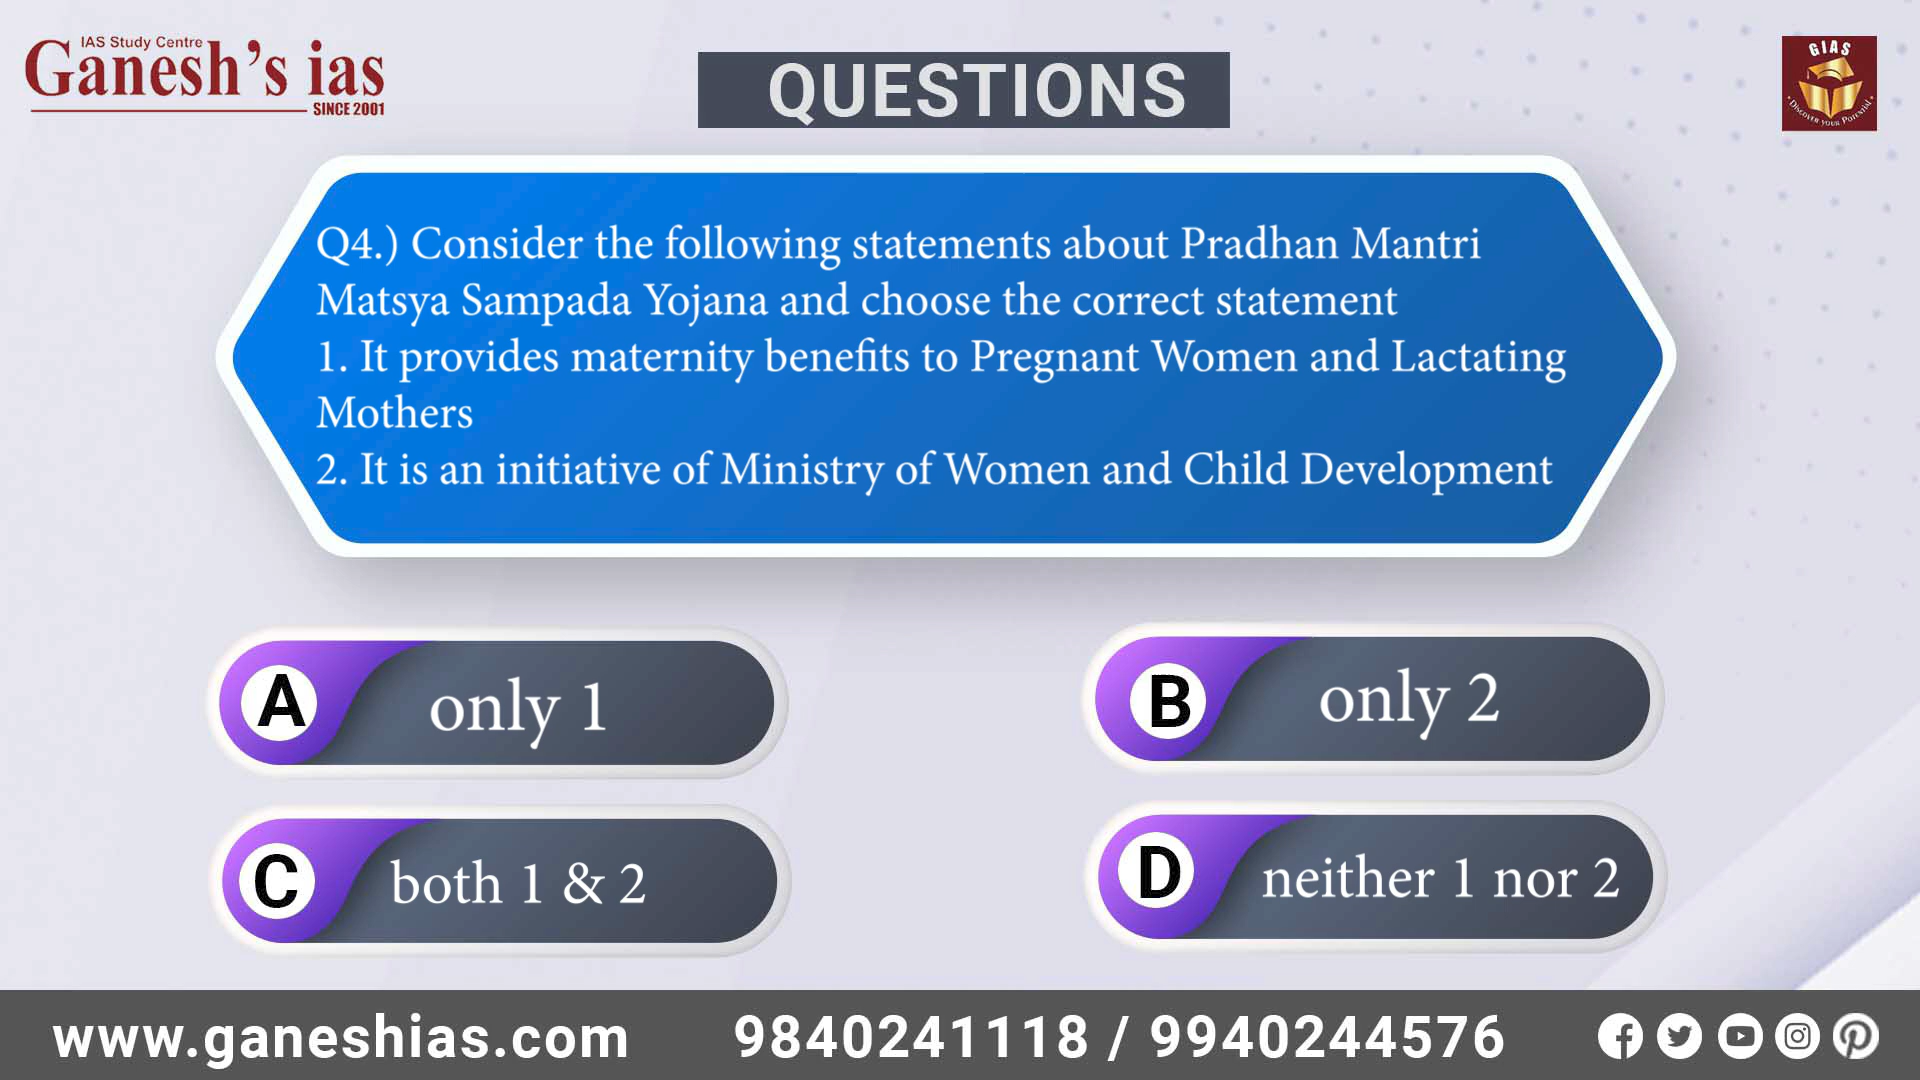 IAS Study Centre
Ganesh's ias
SINCE 2001
QUESTIONS
GIAS
DISCOVER YOUR POTENTIAL
Q4.) Consider the following statements about Pradhan Mantri
Matsya Sampada Yojana and choose the correct statement
1. It provides maternity benefits to Pregnant Women and Lactating
Mothers
2. It is an initiative of Ministry of Women and Child Development
A only 1
B only 2
C both 1 & 2
D neither 1 nor 2
www.ganeshias.com 9840241118 / 9940244576